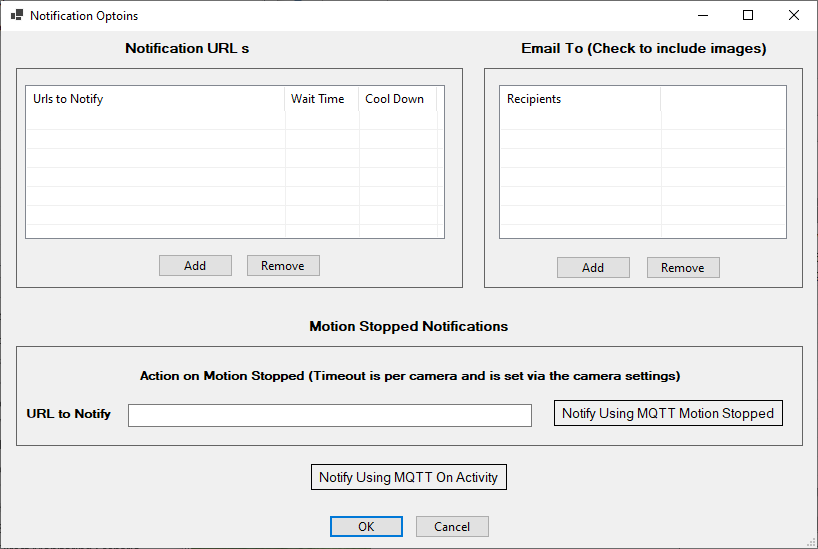 Notification Optoins
Notification URL s
Email To (Check to include images)
Urls to Notify Wait Time Cool Down
Recipients
Add Remove
Add Remove
Motion Stopped Notifications
Action on Motion Stopped (Timeout is per camera and is set via the camera settings)
URL to Notify
Notify Using MQTT Motion Stopped
Notify Using MQTT On Activity
OK Cancel